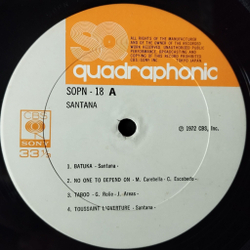 SQ
ALL RIGHTS OF THE MANUFACTURER
AND OF THE OWNER OF THE RECORDED
WORK RESERVED UNAUTHORIZED PUBLIC
PERFORMANCE, BROADCASTING AND
COPYING OF THIS RECORD PROHIBITED
quadraphonic
SOPN - 18 A
SANTANA
CBS
SONY
33⅓
Ⓟ 1972 CBS, Inc.
1. BATUKA - Santana -
2. NO ONE TO DEPEND ON - M. Carabello - C. Escobella -
3. TABOO - G. Rolie - J. Areas -
4. TOUSSAINT L'OVERTURE - Santana -